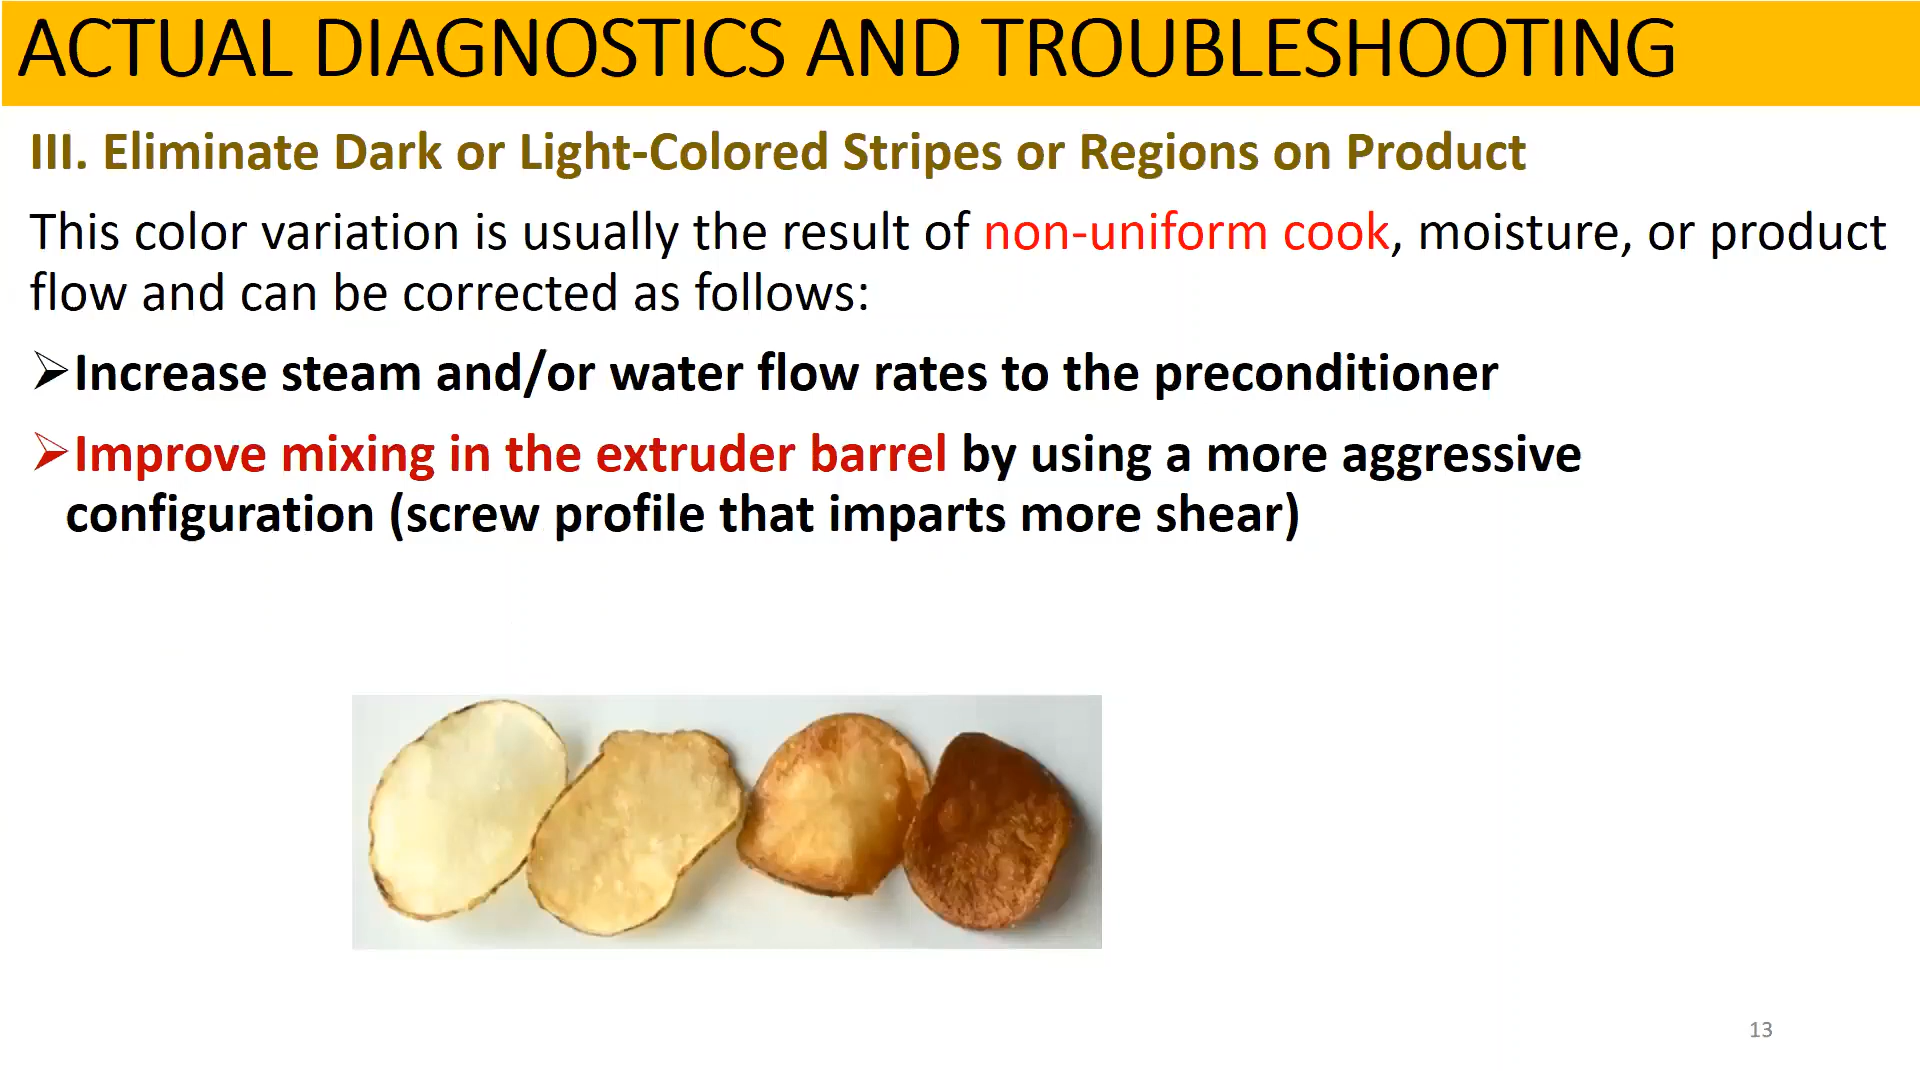 ACTUAL DIAGNOSTICS AND TROUBLESHOOTING
III. Eliminate Dark or Light-Colored Stripes or Regions on Product
This color variation is usually the result of non-uniform cook, moisture, or product
flow and can be corrected as follows:
➢Increase steam and/or water flow rates to the preconditioner
➢Improve mixing in the extruder barrel by using a more aggressive
configuration (screw profile that imparts more shear)
13